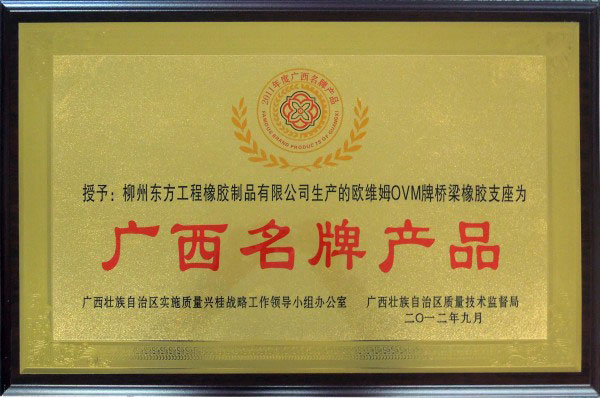 2011年度广西名牌产品
FAMOUS BRAND PRODUCTS OF GUANGXI
授予：柳州东方工程橡胶制品有限公司生产的欧维姆OVM牌桥梁橡胶支座为
广西名牌产品
广西壮族自治区实施质量兴桂战略工作领导小组办公室 广西壮族自治区质量技术监督局
二〇一二年九月